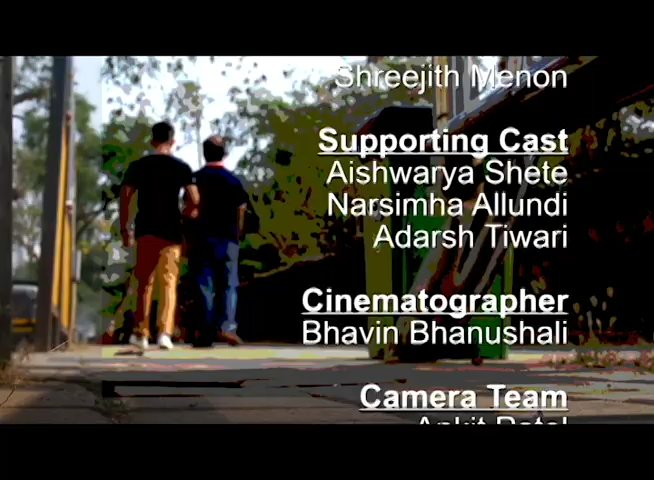 Shreejith Menon
Supporting Cast
Aishwarya Shete
Narsimha Allundi
Adarsh Tiwari
Cinematographer
Bhavin Bhanushali
Camera Team